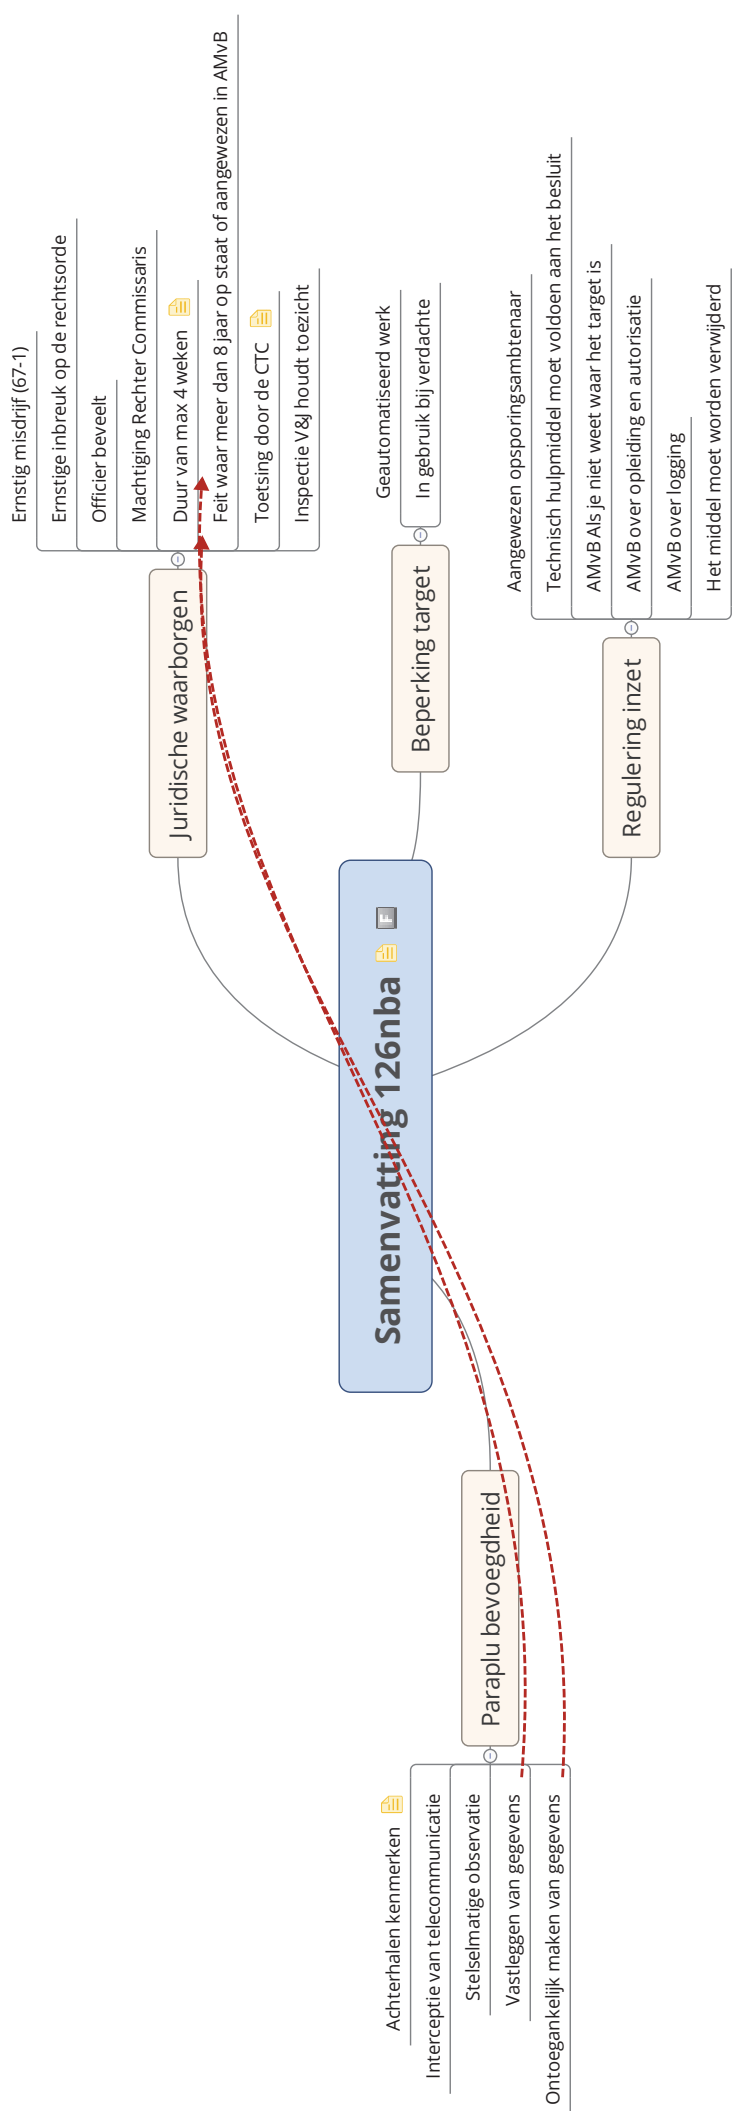 Samenvatting 126nba
F
Juridische waarborgen
Ernstig misdrijf (67-1)
Ernstige inbreuk op de rechtsorde
Officier beveelt
Machtiging Rechter Commissaris
Duur van max 4 weken
Feit waar meer dan 8 jaar op staat of aangewezen in AMvB
Toetsing door de CTC
Inspectie V&J houdt toezicht
Beperking target
Geautomatiseerd werk
In gebruik bij verdachte
Regulering inzet
Aangewezen opsporingsambtenaar
Technisch hulpmiddel moet voldoen aan het besluit
AMvB Als je niet weet waar het target is
AMvB over opleiding en autorisatie
AMvB over logging
Het middel moet worden verwijderd
Paraplu bevoegdheid
Achterhalen kenmerken
Interceptie van telecommunicatie
Stelselmatige observatie
Vastleggen van gegevens
Ontoegankelijk maken van gegevens